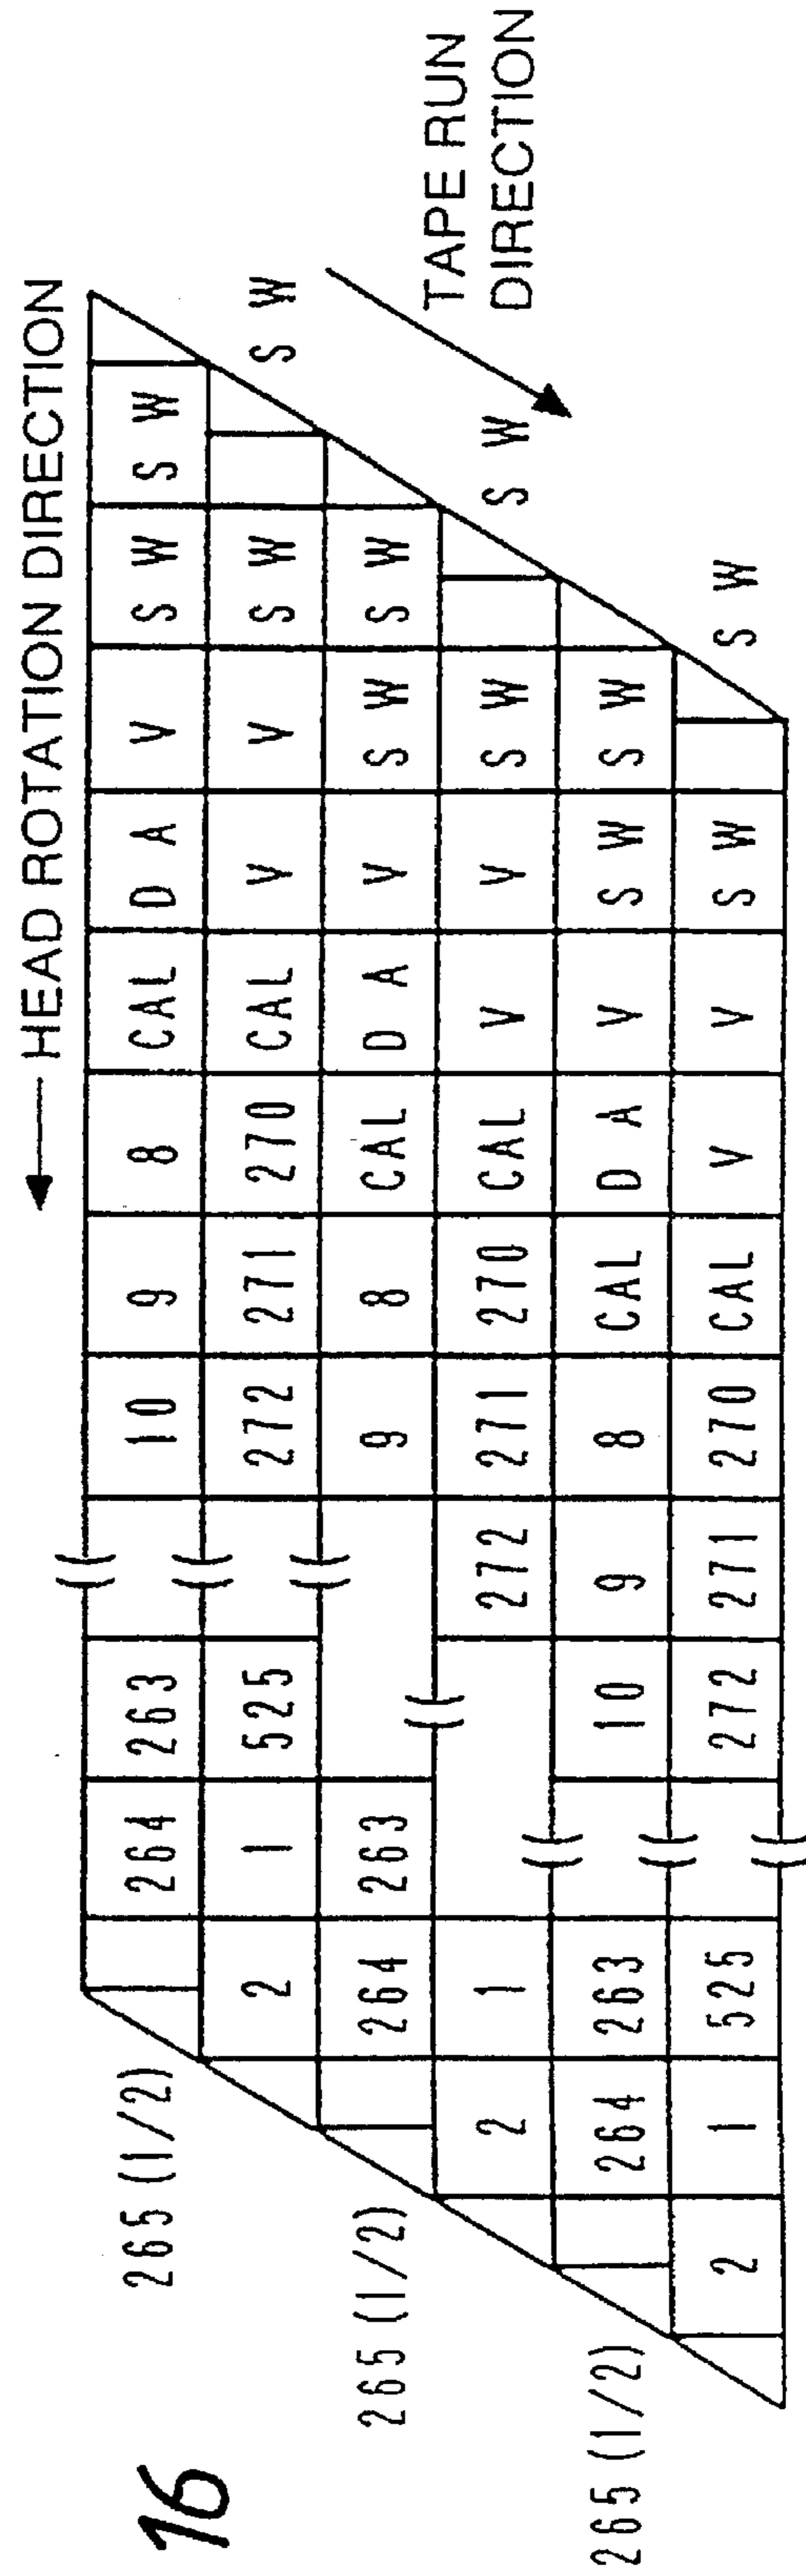 HEAD ROTATION DIRECTION
16
265 (1/2) 264 263 10 9 8 CAL DA V SW SW
2 1 525 272 271 270 CAL V V SW SW
265 (1/2) 264 263 9 8 CAL DA V SW SW
TAPE RUN
DIRECTION
2 1 272 271 270 CAL V V SW SW
265 (1/2) 264 263 10 9 8 CAL DA V SW SW
2 1 525 272 271 270 CAL V V SW SW